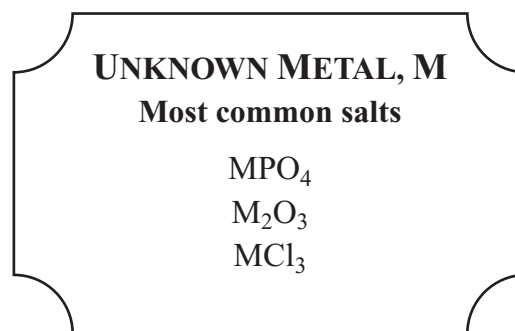 UNKNOWN METAL, M
Most common salts
MPO₄
M₂O₃
MCl₃